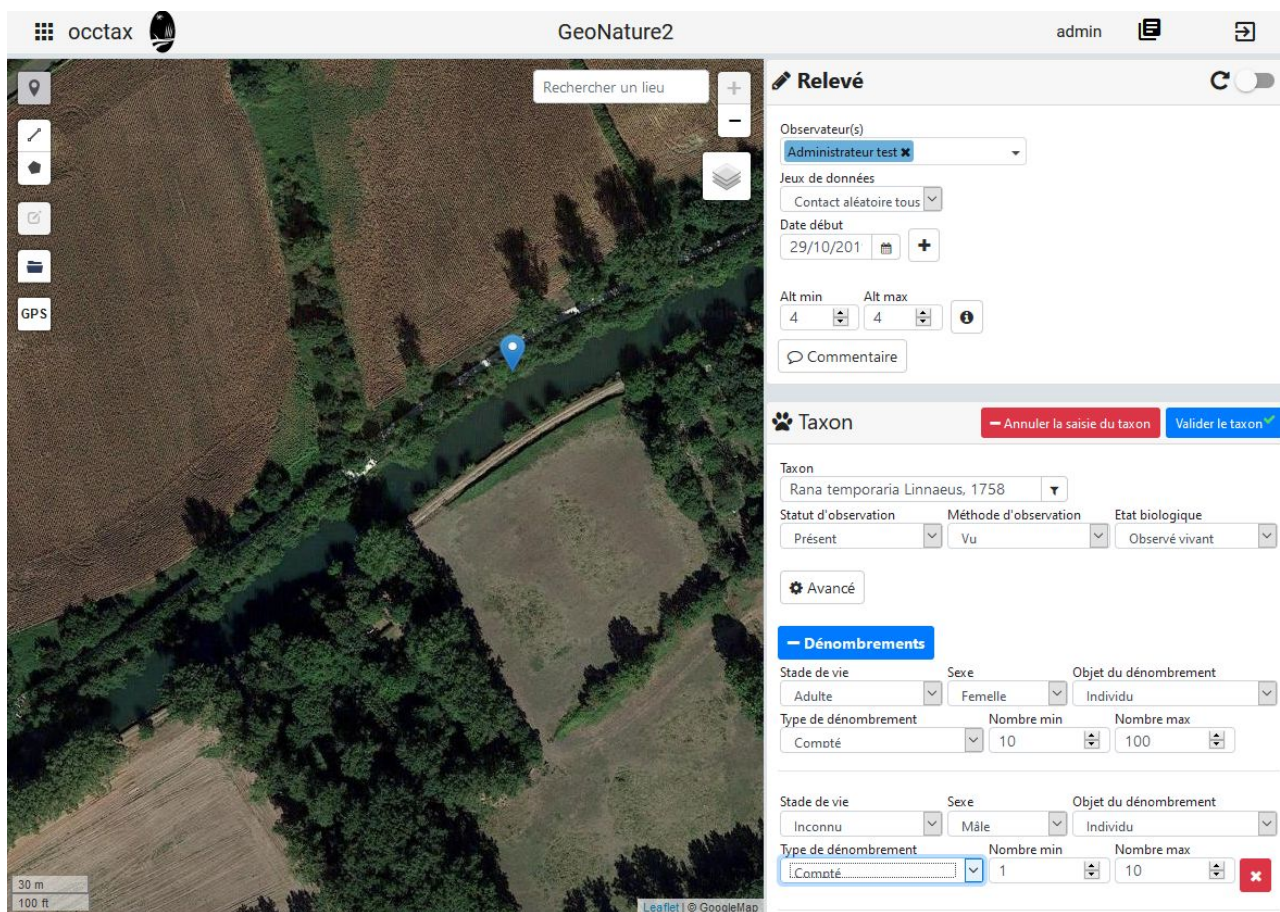 occtax
GeoNature2
admin
Rechercher un lieu
+
−
GPS
30 m
100 ft
Leaflet | © GoogleMap
Relevé
Observateur(s)
Administrateur test ✖
Jeux de données
Contact aléatoire tous
Date début
29/10/201
Alt min Alt max
4 4
Commentaire
Taxon
− Annuler la saisie du taxon Valider le taxon
Taxon
Rana temporaria Linnaeus, 1758
Statut d'observation Méthode d'observation Etat biologique
Présent Vu Observé vivant
Avancé
− Dénombrements
Stade de vie Sexe Objet du dénombrement
Adulte Femelle Individu
Type de dénombrement Nombre min Nombre max
Compté 10 100
Stade de vie Sexe Objet du dénombrement
Inconnu Mâle Individu
Type de dénombrement Nombre min Nombre max
Compté 1 10